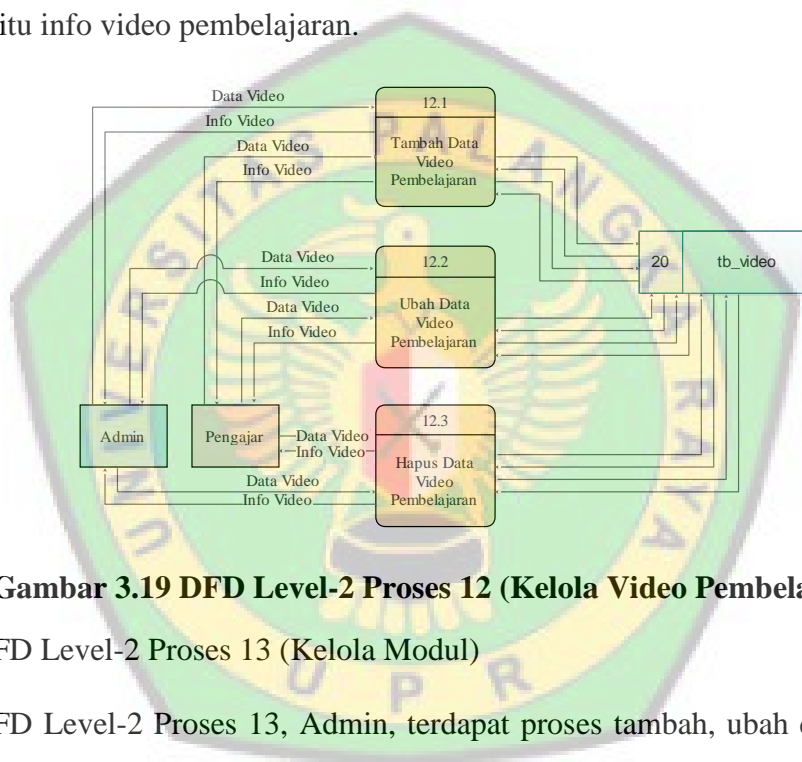 itu info video pembelajaran.
Data Video
Info Video
Data Video
Info Video
12.1
Tambah Data
Video
Pembelajaran
Data Video
Info Video
Data Video
Info Video
12.2
Ubah Data
Video
Pembelajaran
20 tb_video
Admin
Pengajar
Data Video
Info Video
Data Video
Info Video
12.3
Hapus Data
Video
Pembelajaran
UNIVERSITAS PALANGKA RAYA
UPR
Gambar 3.19 DFD Level-2 Proses 12 (Kelola Video Pembela
FD Level-2 Proses 13 (Kelola Modul)
FD Level-2 Proses 13, Admin, terdapat proses tambah, ubah